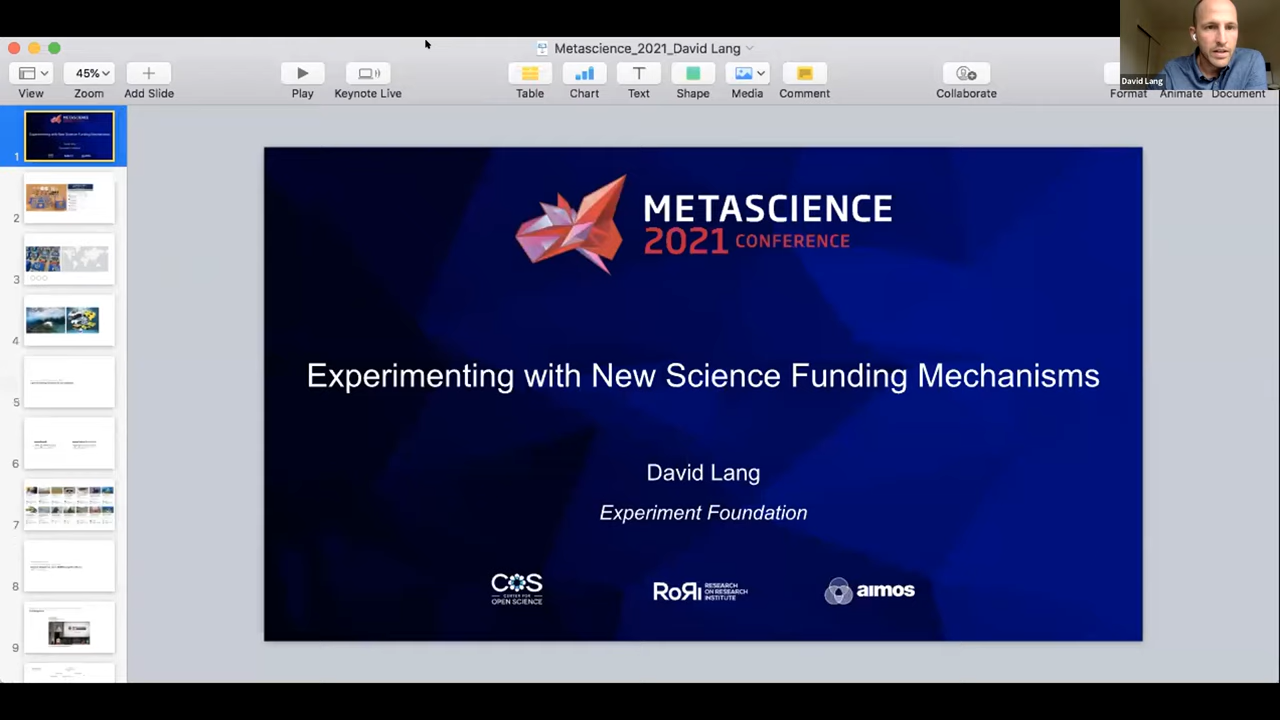 Metascience_2021_David Lang
45%
View
Zoom
Add Slide
Play
Keynote Live
Table
Chart
Text
Shape
Media
Comment
Collaborate
Format
Animate
Document
David Lang
1
2
3
4
5
6
7
8
9
METASCIENCE
2021 CONFERENCE
Experimenting with New Science Funding Mechanisms
David Lang
Experiment Foundation
COS
CENTER FOR
OPEN SCIENCE
RoRi RESEARCH
ON RESEARCH
INSTITUTE
aimos